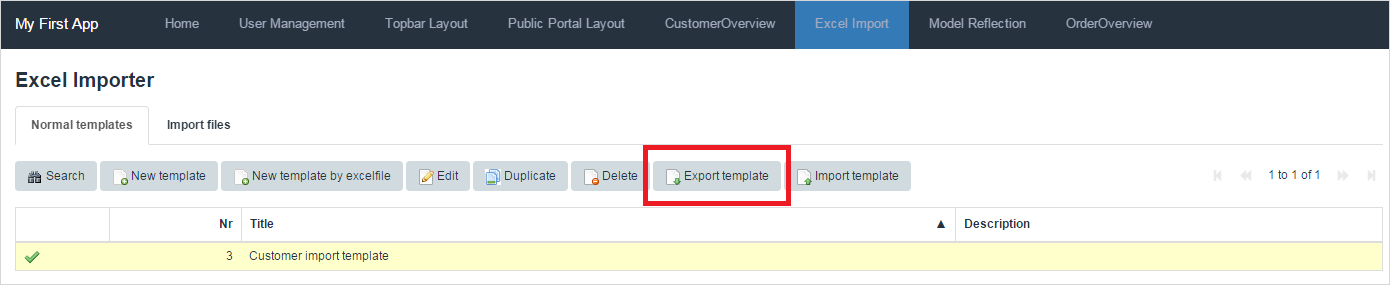 My First App Home User Management Topbar Layout Public Portal Layout CustomerOverview Excel Import Model Reflection OrderOverview
Excel Importer
Normal templates Import files
Search New template New template by excelfile Edit Duplicate Delete Export template Import template 1 to 1 of 1
Nr Title ▲ Description
3 Customer import template